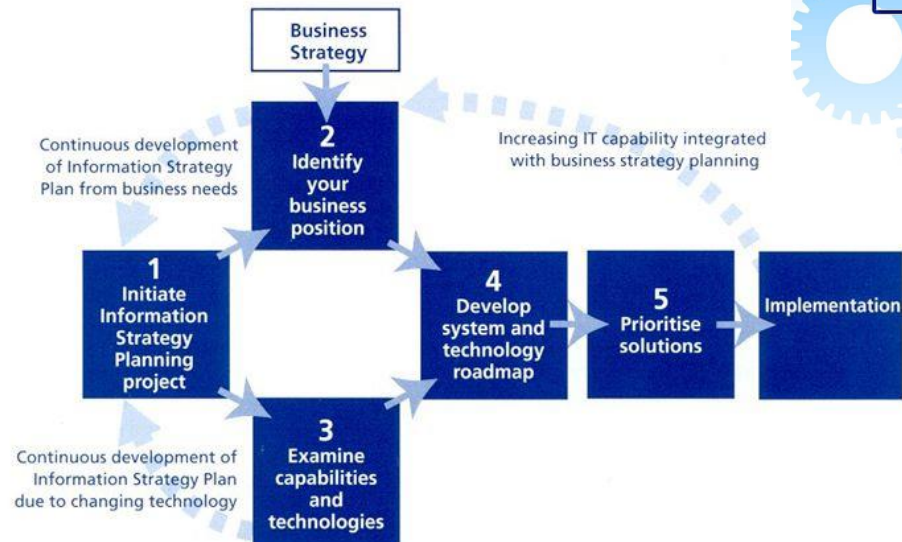 Business
Strategy
Continuous development
of Information Strategy
Plan from business needs
2
Identify
your
business
position
Increasing IT capability integrated
with business strategy planning
1
Initiate
Information
Strategy
Planning
project
4
Develop
system and
technology
roadmap
5
Prioritise
solutions
Implementation
3
Examine
capabilities
and
technologies
Continuous development of
Information Strategy Plan
due to changing technology